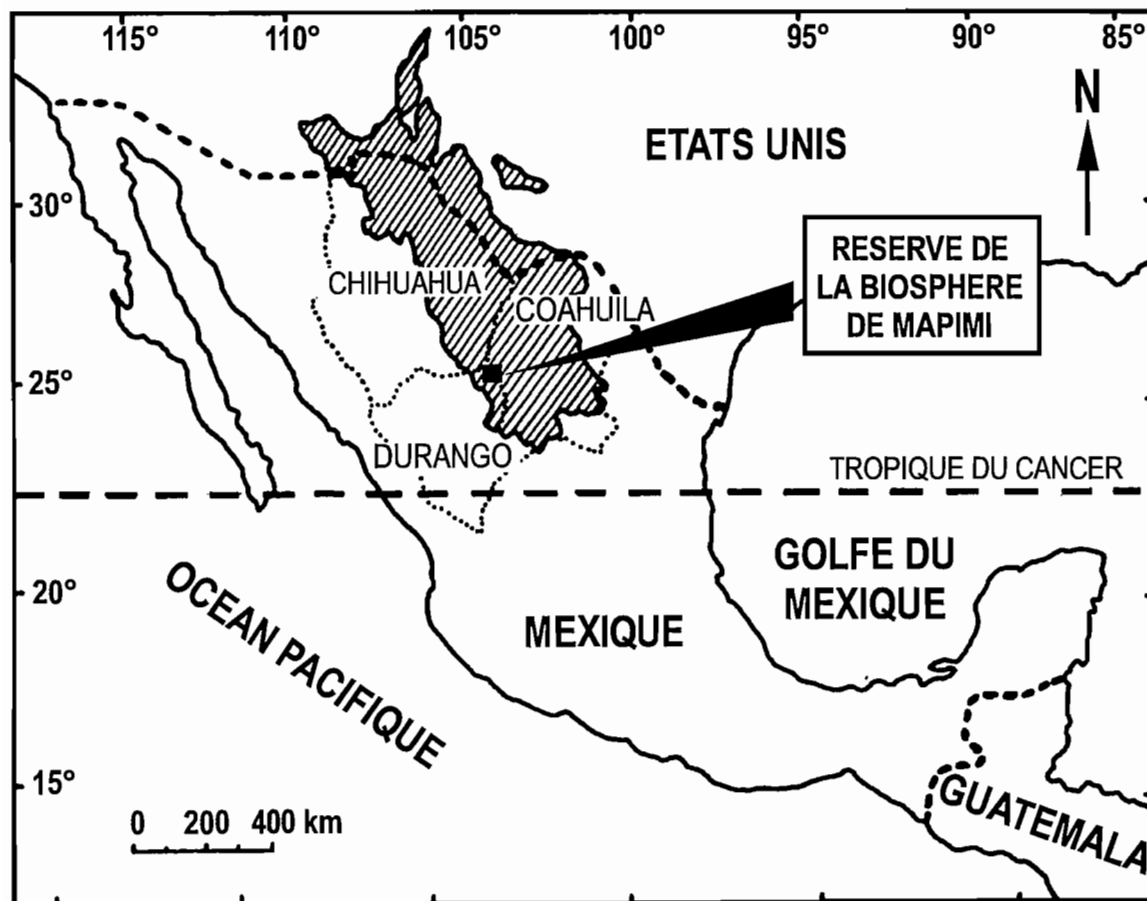 115° 110° 105° 100° 95° 90° 85°
N
ETATS UNIS
30°
RESERVE DE
LA BIOSPHERE
DE MAPIMI
CHIHUAHUA
COAHUILA
25°
DURANGO
TROPIQUE DU CANCER
GOLFE DU
MEXIQUE
20°
OCEAN PACIFIQUE
MEXIQUE
15°
GUATEMALA
0 200 400 km